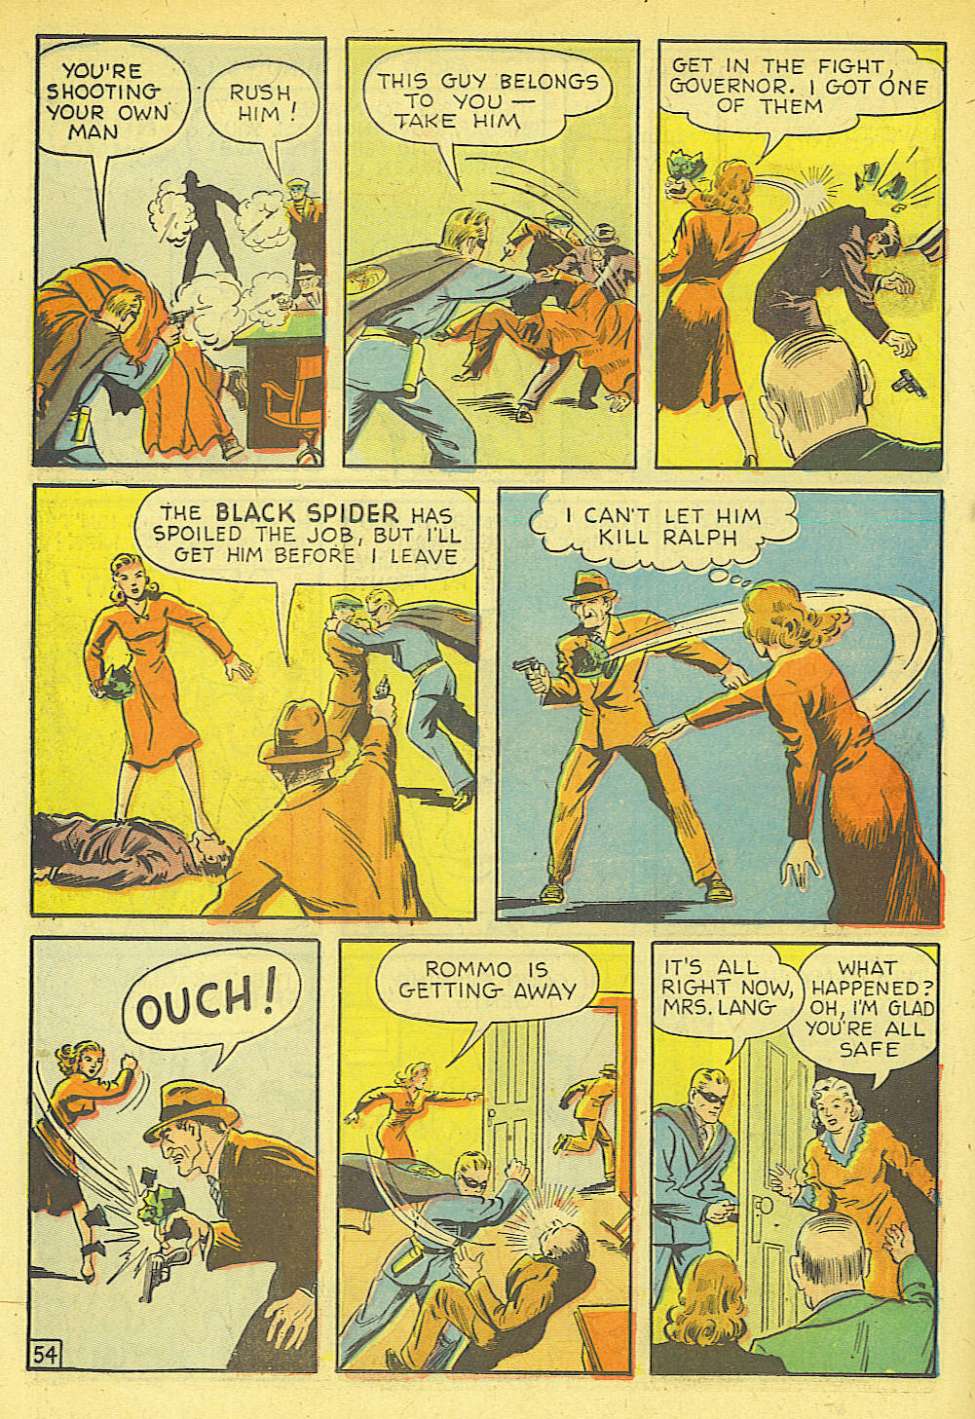 YOU'RE
SHOOTING
YOUR OWN
MAN
RUSH
HIM!
THIS GUY BELONGS
TO YOU —
TAKE HIM
GET IN THE FIGHT,
GOVERNOR. I GOT ONE
OF THEM
THE BLACK SPIDER HAS
SPOILED THE JOB, BUT I'LL
GET HIM BEFORE I LEAVE
I CAN'T LET HIM
KILL RALPH
OUCH!
ROMMO IS
GETTING AWAY
IT'S ALL
RIGHT NOW,
MRS. LANG
WHAT
HAPPENED?
OH, I'M GLAD
YOU'RE ALL
SAFE
54